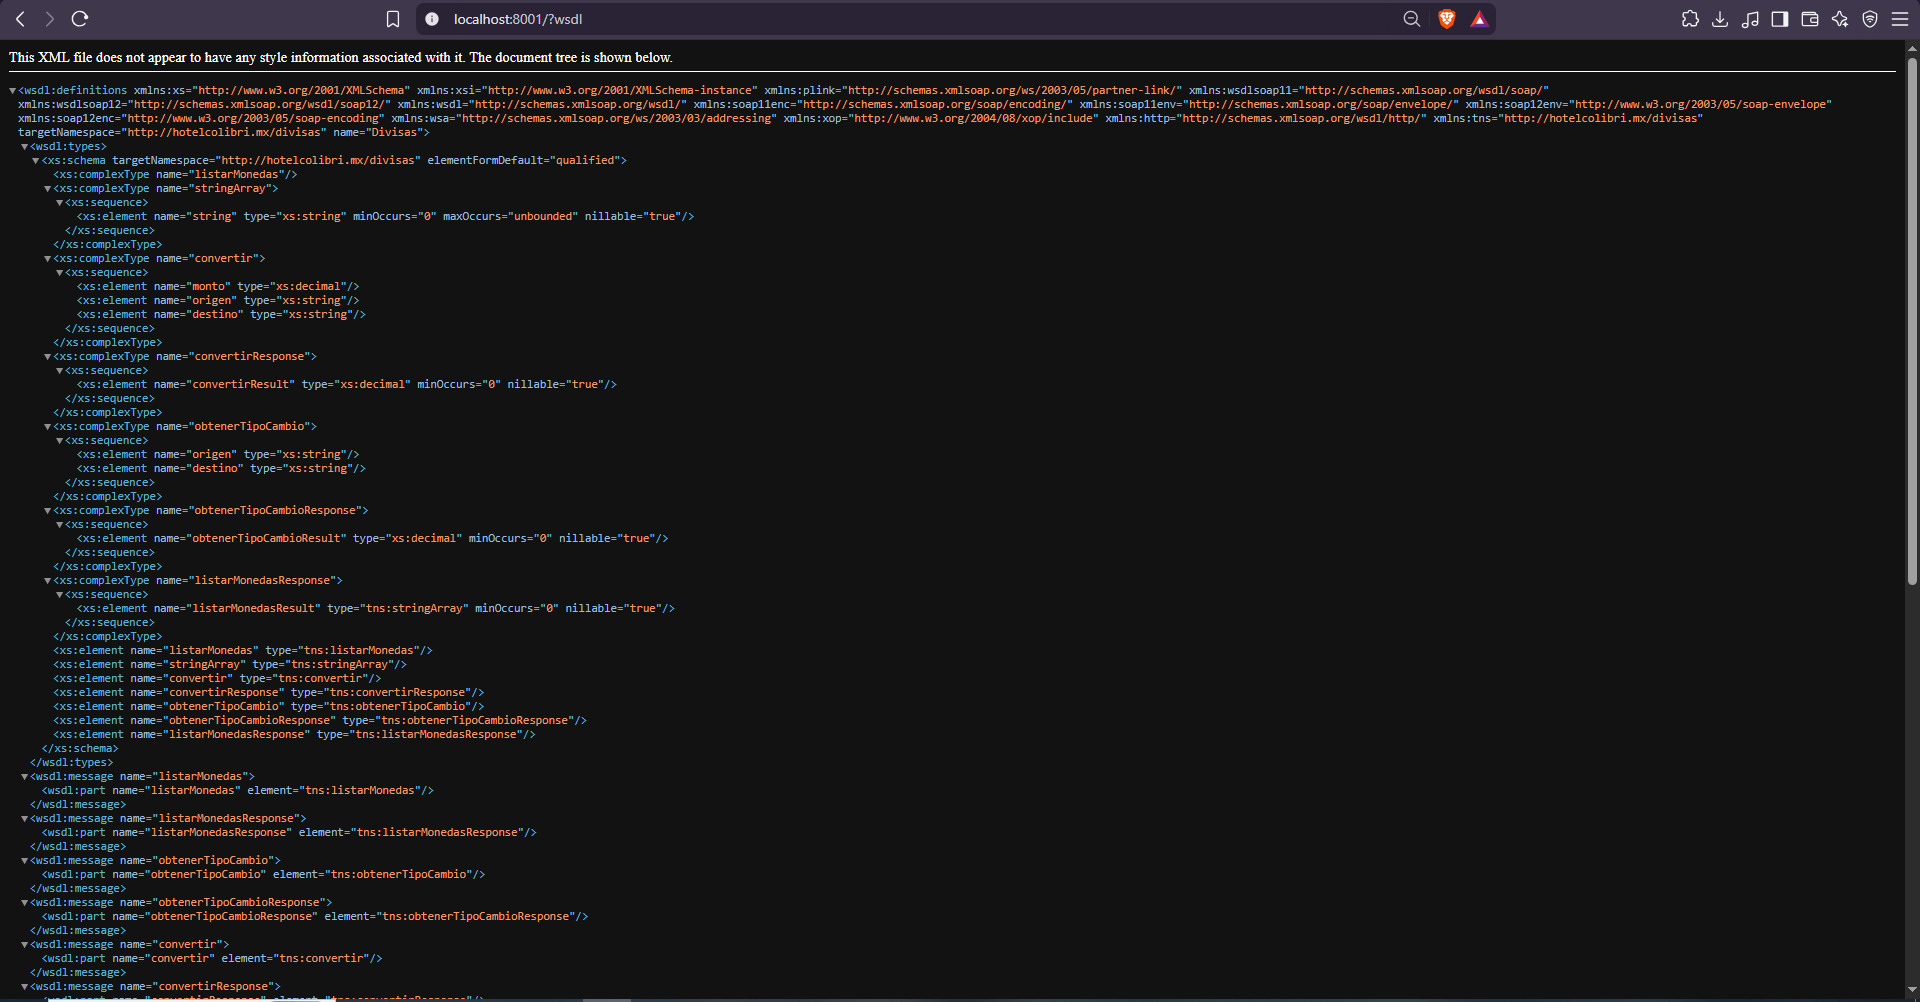 localhost:8001/?wsdl
This XML file does not appear to have any style information associated with it. The document tree is shown below.
▼<wsdl:definitions xmlns:xs="http://www.w3.org/2001/XMLSchema" xmlns:xsi="http://www.w3.org/2001/XMLSchema-instance" xmlns:plink="http://schemas.xmlsoap.org/ws/2003/05/partner-link/" xmlns:wsdlsoap11="http://schemas.xmlsoap.org/wsdl/soap/"
xmlns:wsdlsoap12="http://schemas.xmlsoap.org/wsdl/soap12/" xmlns:wsdl="http://schemas.xmlsoap.org/wsdl/" xmlns:soap11enc="http://schemas.xmlsoap.org/soap/encoding/" xmlns:soap11env="http://schemas.xmlsoap.org/soap/envelope/" xmlns:soap12env="http://www.w3.org/2003/05/soap-envelope"
xmlns:soap12enc="http://www.w3.org/2003/05/soap-encoding" xmlns:wsa="http://schemas.xmlsoap.org/ws/2003/03/addressing" xmlns:xop="http://www.w3.org/2004/08/xop/include" xmlns:http="http://schemas.xmlsoap.org/wsdl/http/" xmlns:tns="http://hotelcolibri.mx/divisas"
targetNamespace="http://hotelcolibri.mx/divisas" name="Divisas">
▼<wsdl:types>
▼<xs:schema targetNamespace="http://hotelcolibri.mx/divisas" elementFormDefault="qualified">
<xs:complexType name="listarMonedas"/>
▼<xs:complexType name="stringArray">
▼<xs:sequence>
<xs:element name="string" type="xs:string" minOccurs="0" maxOccurs="unbounded" nillable="true"/>
</xs:sequence>
</xs:complexType>
▼<xs:complexType name="convertir">
▼<xs:sequence>
<xs:element name="monto" type="xs:decimal"/>
<xs:element name="origen" type="xs:string"/>
<xs:element name="destino" type="xs:string"/>
</xs:sequence>
</xs:complexType>
▼<xs:complexType name="convertirResponse">
▼<xs:sequence>
<xs:element name="convertirResult" type="xs:decimal" minOccurs="0" nillable="true"/>
</xs:sequence>
</xs:complexType>
▼<xs:complexType name="obtenerTipoCambio">
▼<xs:sequence>
<xs:element name="origen" type="xs:string"/>
<xs:element name="destino" type="xs:string"/>
</xs:sequence>
</xs:complexType>
▼<xs:complexType name="obtenerTipoCambioResponse">
▼<xs:sequence>
<xs:element name="obtenerTipoCambioResult" type="xs:decimal" minOccurs="0" nillable="true"/>
</xs:sequence>
</xs:complexType>
▼<xs:complexType name="listarMonedasResponse">
▼<xs:sequence>
<xs:element name="listarMonedasResult" type="tns:stringArray" minOccurs="0" nillable="true"/>
</xs:sequence>
</xs:complexType>
<xs:element name="listarMonedas" type="tns:listarMonedas"/>
<xs:element name="stringArray" type="tns:stringArray"/>
<xs:element name="convertir" type="tns:convertir"/>
<xs:element name="convertirResponse" type="tns:convertirResponse"/>
<xs:element name="obtenerTipoCambio" type="tns:obtenerTipoCambio"/>
<xs:element name="obtenerTipoCambioResponse" type="tns:obtenerTipoCambioResponse"/>
<xs:element name="listarMonedasResponse" type="tns:listarMonedasResponse"/>
</xs:schema>
</wsdl:types>
▼<wsdl:message name="listarMonedas">
<wsdl:part name="listarMonedas" element="tns:listarMonedas"/>
</wsdl:message>
▼<wsdl:message name="listarMonedasResponse">
<wsdl:part name="listarMonedasResponse" element="tns:listarMonedasResponse"/>
</wsdl:message>
▼<wsdl:message name="obtenerTipoCambio">
<wsdl:part name="obtenerTipoCambio" element="tns:obtenerTipoCambio"/>
</wsdl:message>
▼<wsdl:message name="obtenerTipoCambioResponse">
<wsdl:part name="obtenerTipoCambioResponse" element="tns:obtenerTipoCambioResponse"/>
</wsdl:message>
▼<wsdl:message name="convertir">
<wsdl:part name="convertir" element="tns:convertir"/>
</wsdl:message>
▼<wsdl:message name="convertirResponse">